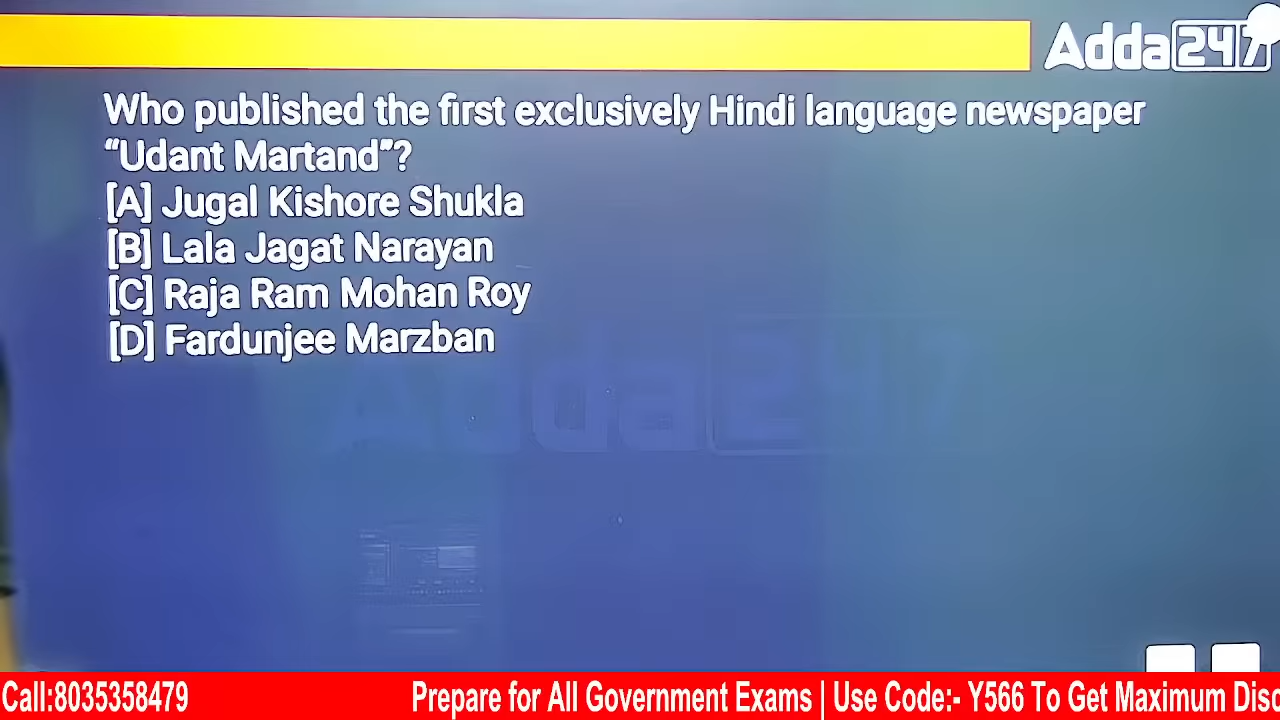 Adda247
Who published the first exclusively Hindi language newspaper
“Udant Martand”?
[A] Jugal Kishore Shukla
[B] Lala Jagat Narayan
[C] Raja Ram Mohan Roy
[D] Fardunjee Marzban
Adda247
Call:8035358479 Prepare for All Government Exams | Use Code:- Y566 To Get Maximum Disc